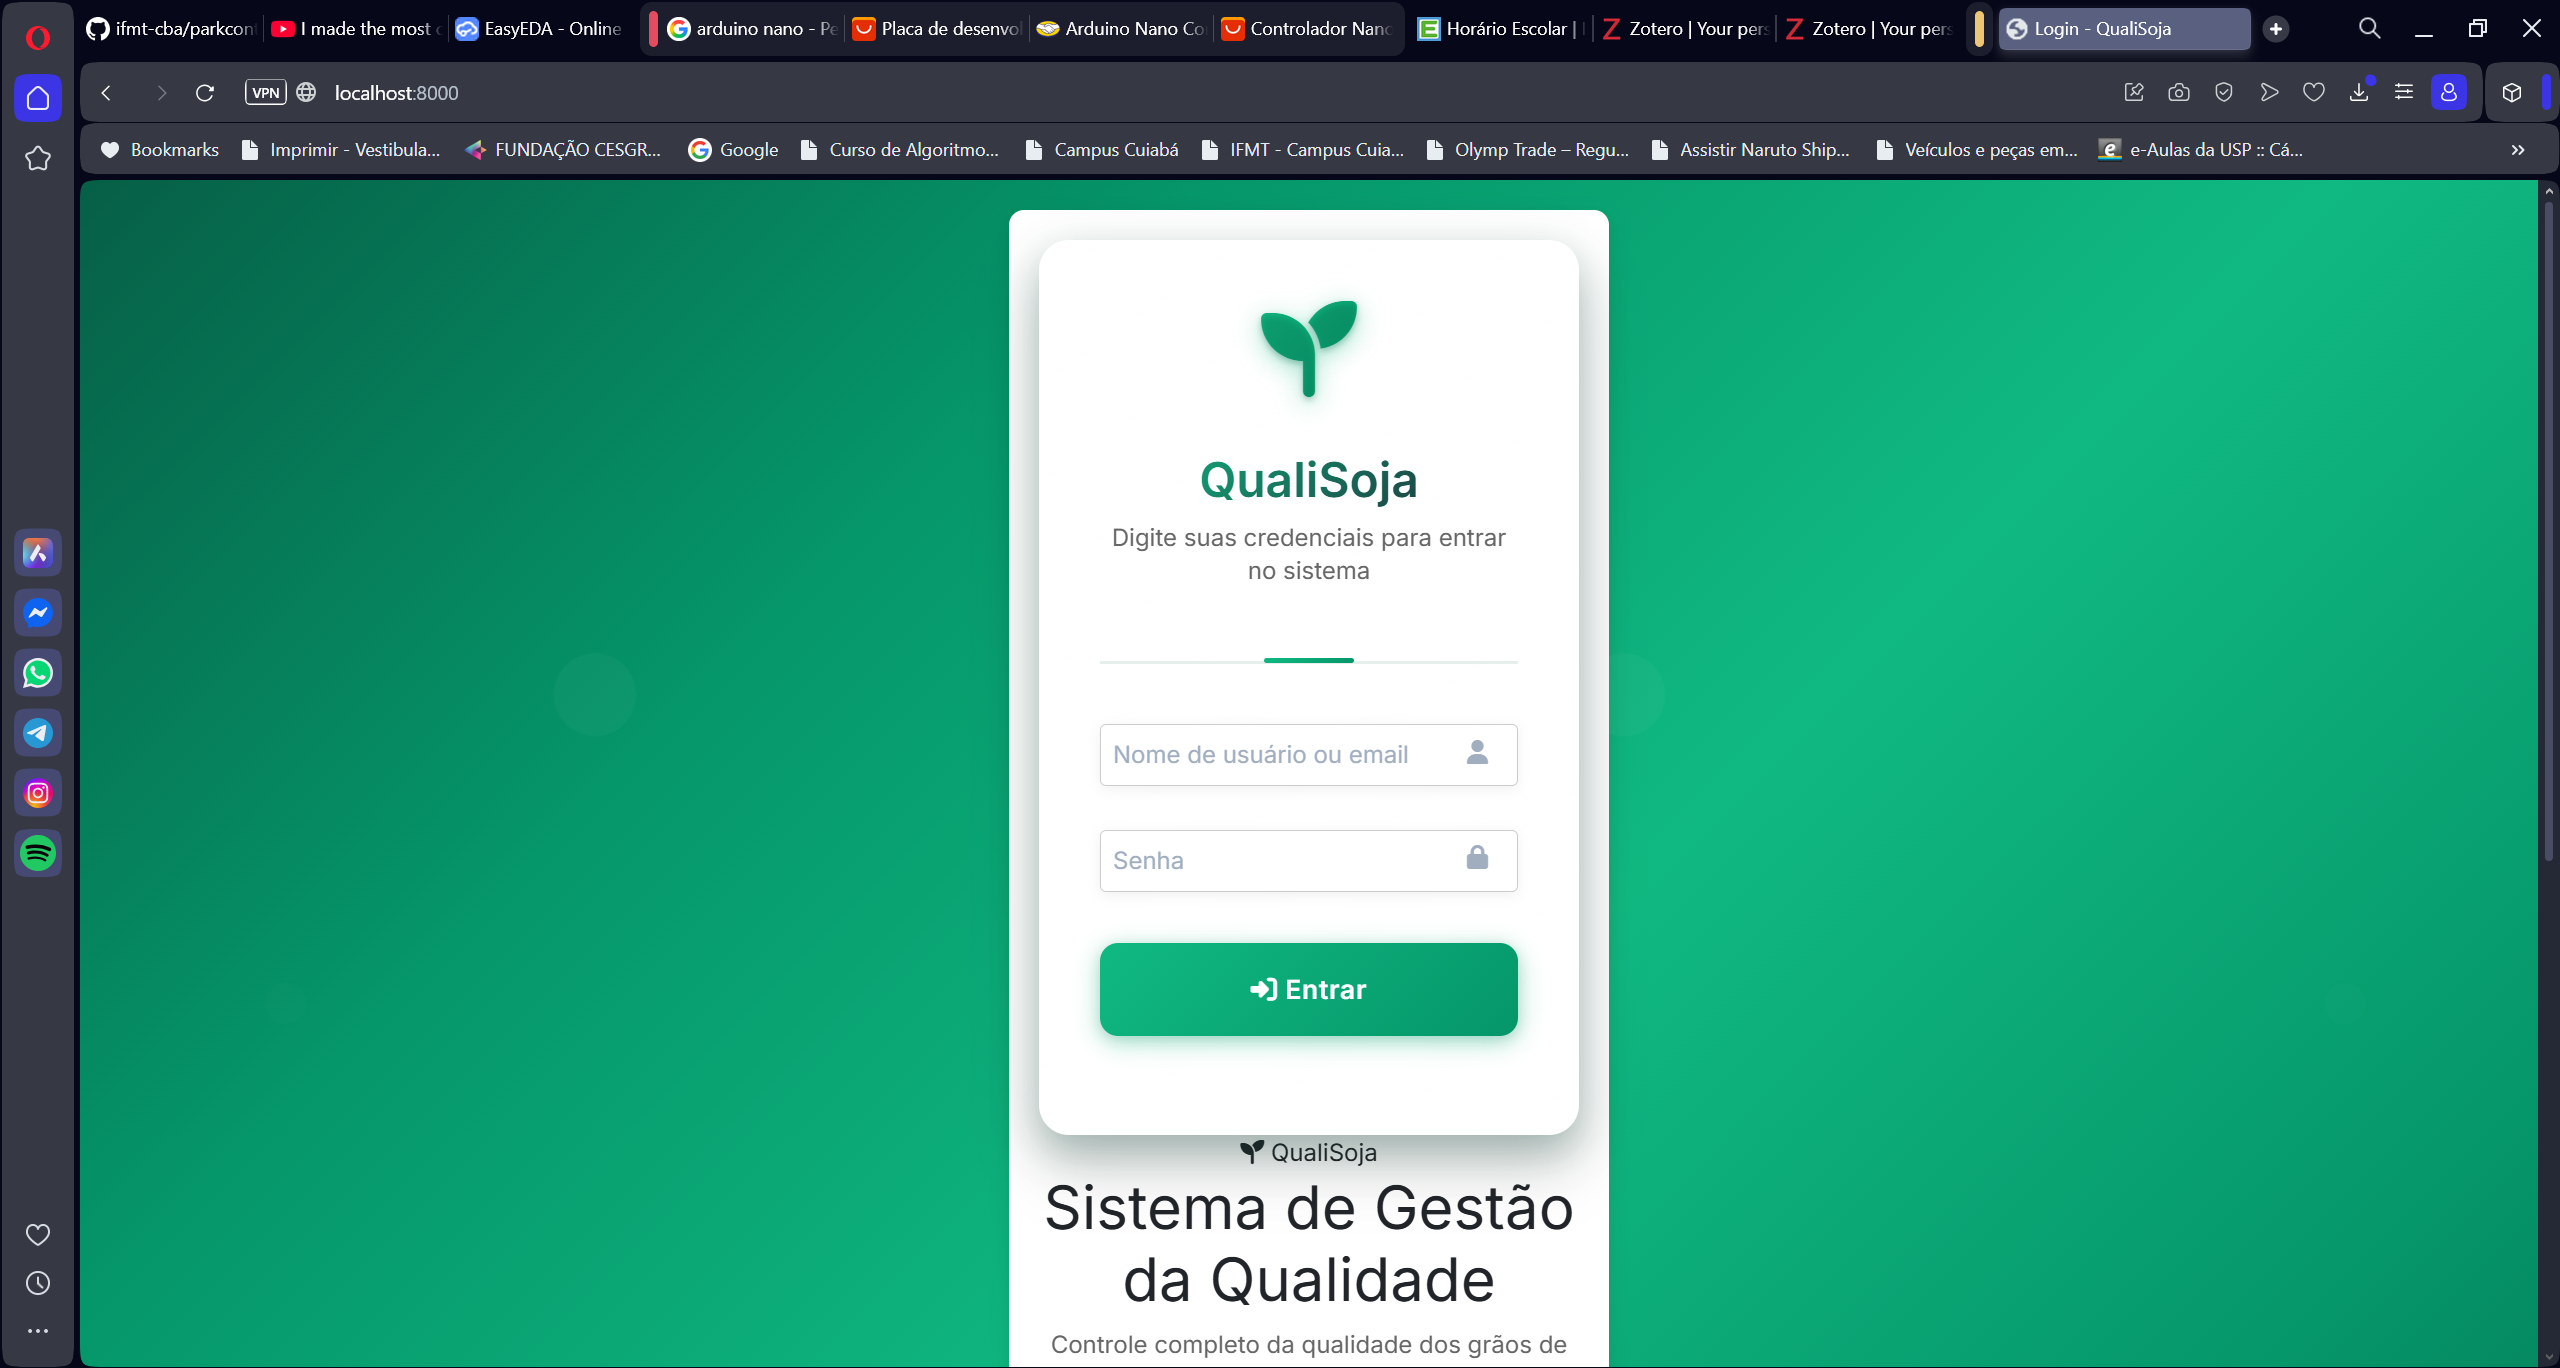 ifmt-cba/parkcon
I made the most
EasyEDA - Online
arduino nano - Pe
Placa de desenvol
Arduino Nano Co
Controlador Nano
Horário Escolar |
Zotero | Your pers
Zotero | Your pers
Login - QualiSoja
VPN
localhost:8000
Bookmarks
Imprimir - Vestibula...
FUNDAÇÃO CESGR...
Google
Curso de Algoritmo...
Campus Cuiabá
IFMT - Campus Cuia...
Olymp Trade – Regu...
Assistir Naruto Ship...
Veículos e peças em...
e-Aulas da USP :: Cá...
QualiSoja
Digite suas credenciais para entrar
no sistema
Nome de usuário ou email
Senha
Entrar
QualiSoja
Sistema de Gestão
da Qualidade
Controle completo da qualidade dos grãos de